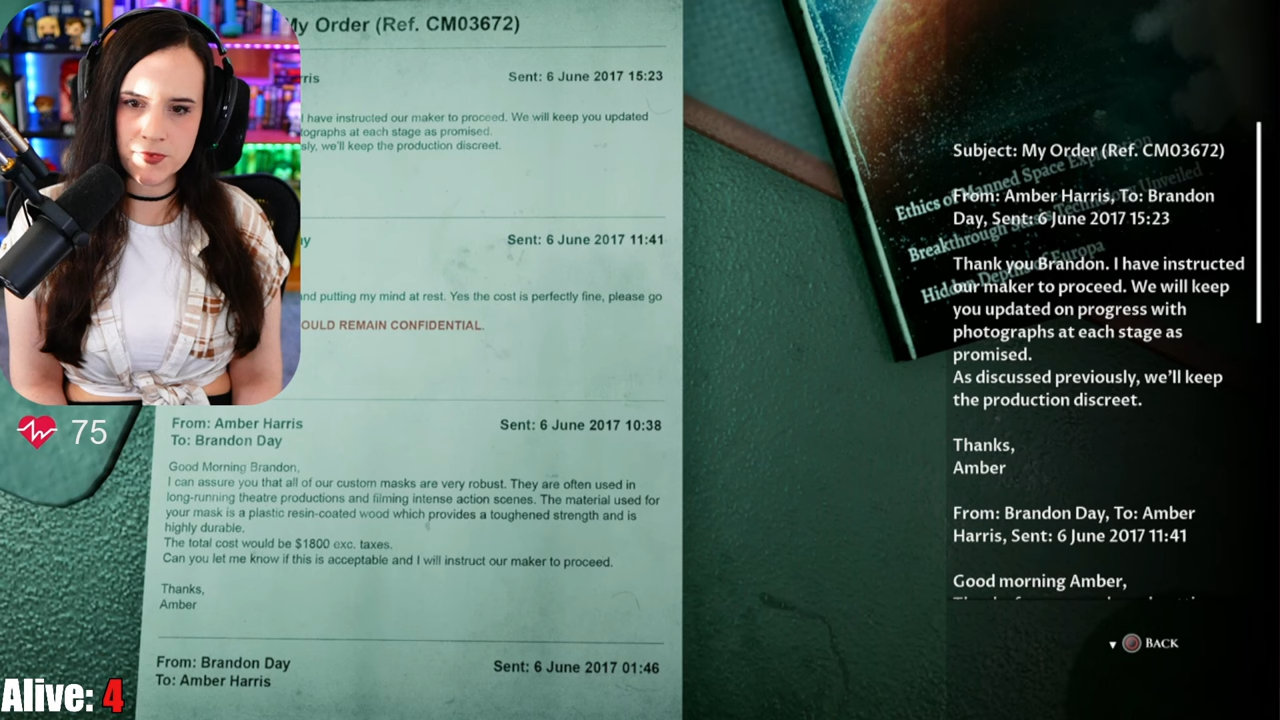 My Order (Ref. CM03672)
Sent: 6 June 2017 15:23
have instructed our maker to proceed. We will keep you updated
at each stage as promised.
we'll keep the production discreet.
Sent: 6 June 2017 11:41
and putting my mind at rest. Yes the cost is perfectly fine, please go
REMAIN CONFIDENTIAL.
From: Amber Harris
Sent: 6 June 2017 10:38
To: Brandon Day
Good Morning Brandon,
I can assure you that all of our custom masks are very robust. They are often used in
long-running theatre productions and filming intense action scenes. The material used for
your mask is a plastic resin-coated wood which provides a toughened strength and is
highly durable.
The total cost would be $1800 exc. taxes.
Can you let me know if this is acceptable and I will instruct our maker to proceed.
Thanks,
Amber
From: Brandon Day
Sent: 6 June 2017 01:46
To: Amber Harris
75
Alive: 4
Ethics of Manned Space Exploration
Breakthrough Technology Unveiled
Hidden Depths of Europa
Subject: My Order (Ref. CM03672)
From: Amber Harris, To: Brandon
Day, Sent: 6 June 2017 15:23
Thank you Brandon. I have instructed
our maker to proceed. We will keep
you updated on progress with
photographs at each stage as
promised.
As discussed previously, we'll keep
the production discreet.
Thanks,
Amber
From: Brandon Day, To: Amber
Harris, Sent: 6 June 2017 11:41
Good morning Amber,
BACK